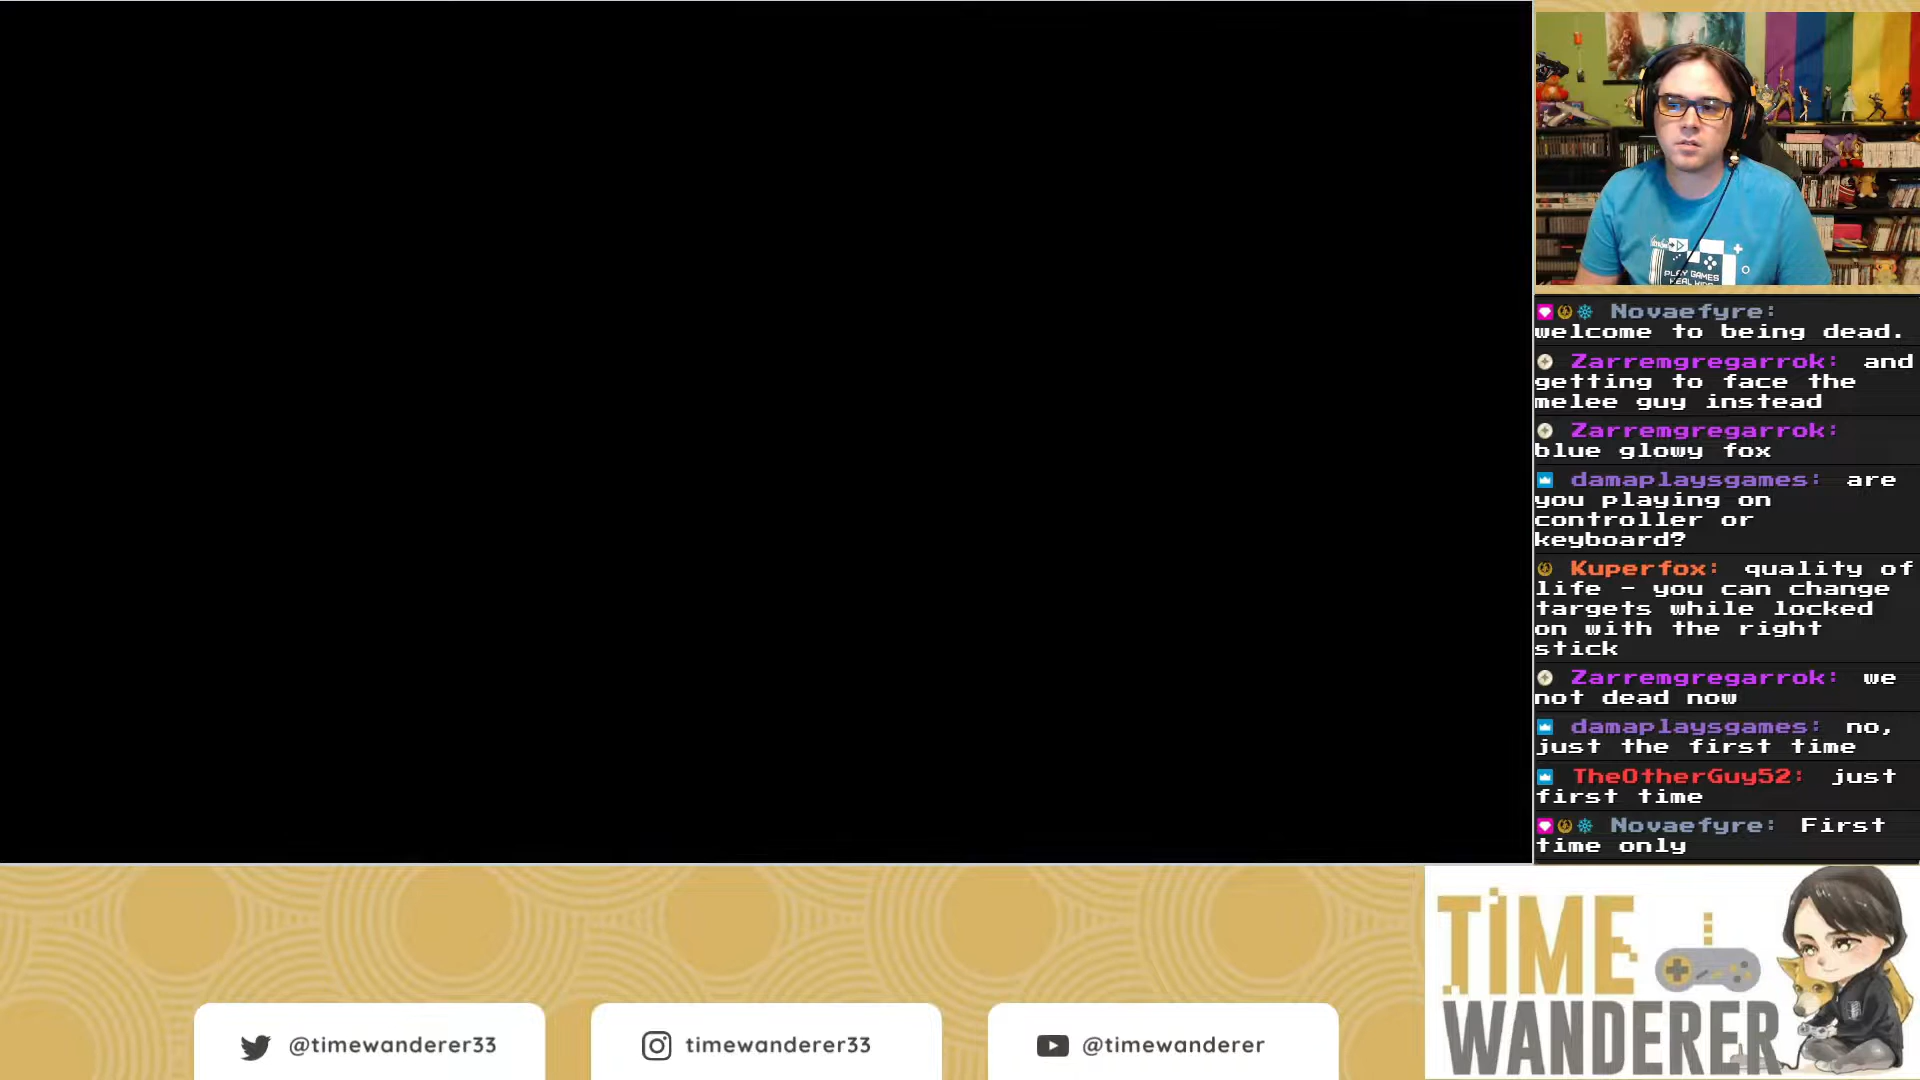 PLAY GAMES
Novaefyre:
welcome to being dead.
Zarremgregarrok: and
getting to face the
melee guy instead
Zarremgregarrok:
blue glowy fox
damaplaysgames: are
you playing on
controller or
keyboard?
Kuperfox: quality of
life - you can change
targets while locked
on with the right
stick
Zarremgregarrok: we
not dead now
damaplaysgames: no,
just the first time
TheOtherGuy52: just
first time
Novaefyre: First
time only
TIME
WANDERER
@timewanderer33
timewanderer33
@timewanderer